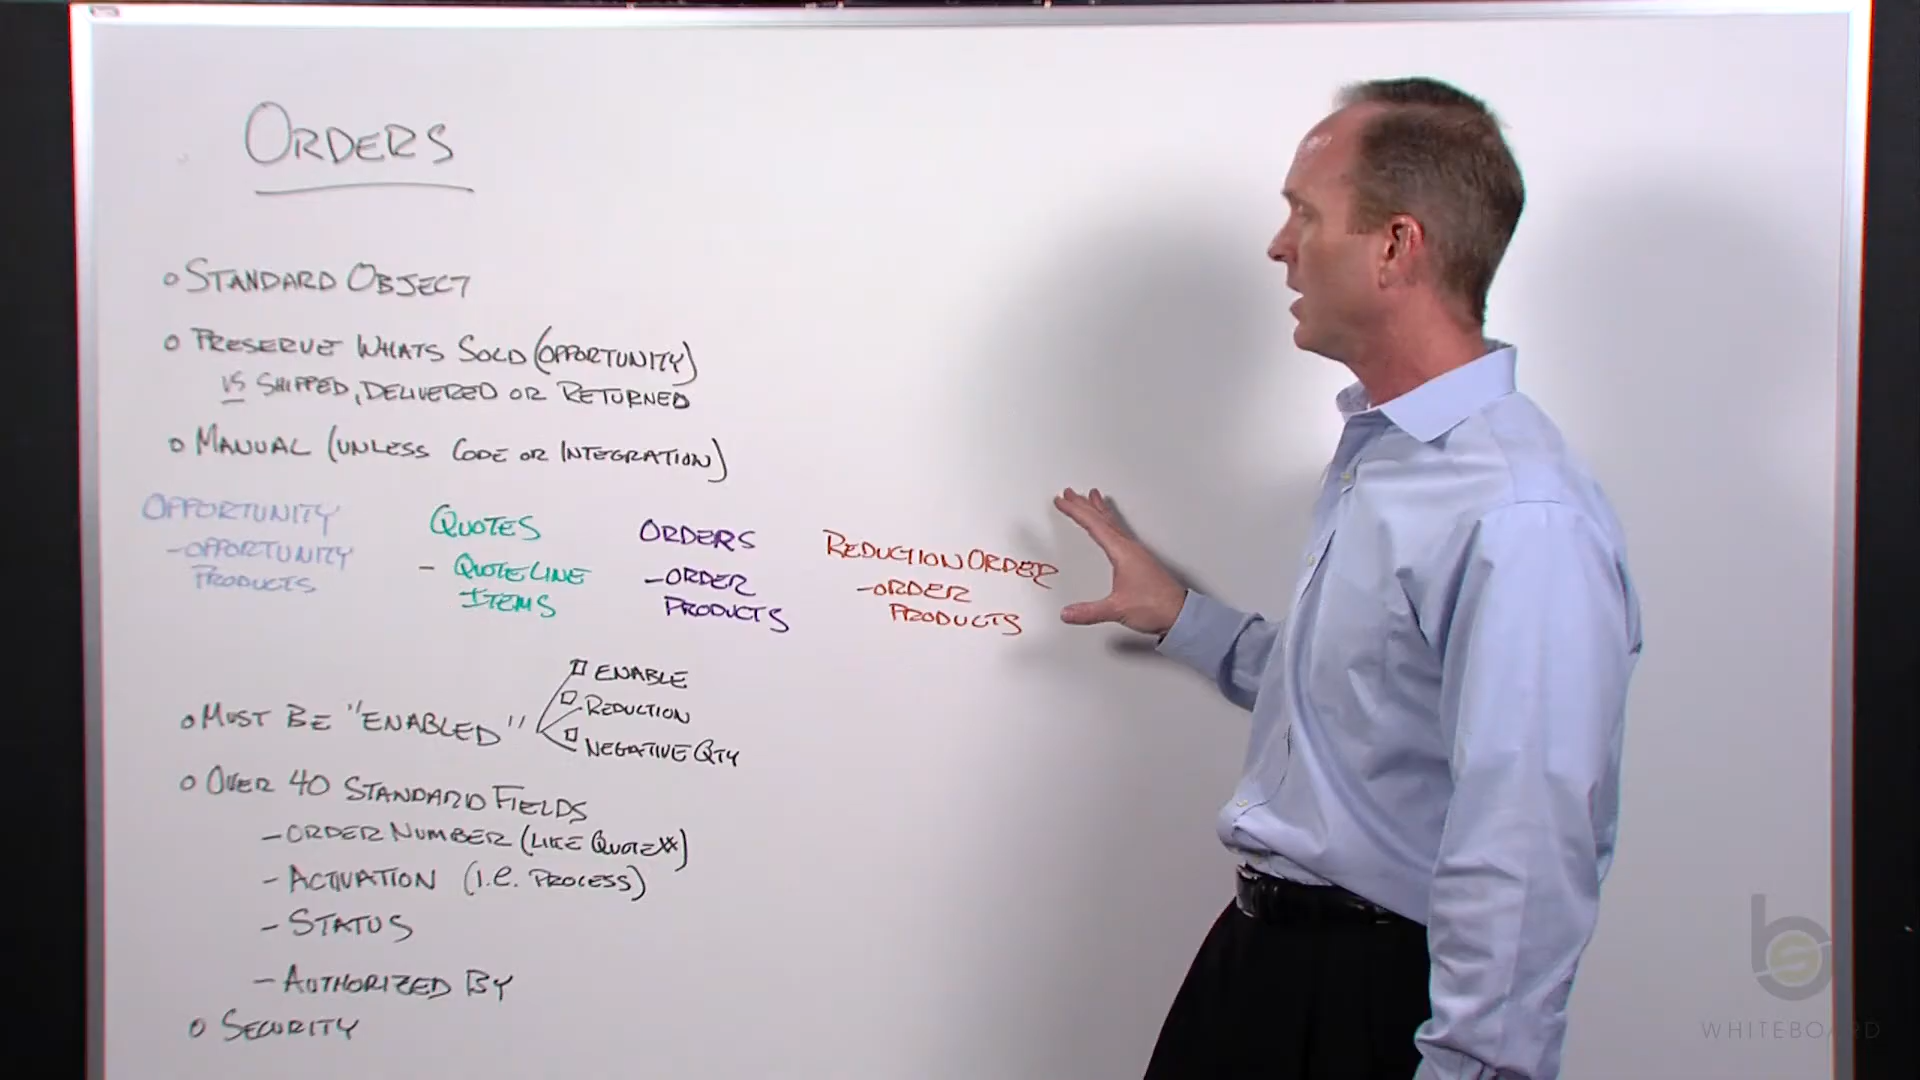 ORDERS
o STANDARD OBJECT
o PRESERVE WHATS SOLD (OPPORTUNITY)
IS SHIPPED, DELIVERED OR RETURNED
o MANUAL (UNLESS CODE OR INTEGRATION)
OPPORTUNITY
- OPPORTUNITY
PRODUCTS
QUOTES
- QUOTE LINE
ITEMS
ORDERS
- ORDER
PRODUCTS
REDUCTION ORDER
- ORDER
PRODUCTS
o MUST BE "ENABLED"
ENABLE
REDUCTION
NEGATIVE QTY
o OVER 40 STANDARD FIELDS
- ORDER NUMBER (LIKE QUOTE #)
- ACTIVATION (I.E. PROCESS)
- STATUS
- AUTHORIZED BY
o SECURITY
bs
WHITEBOARD